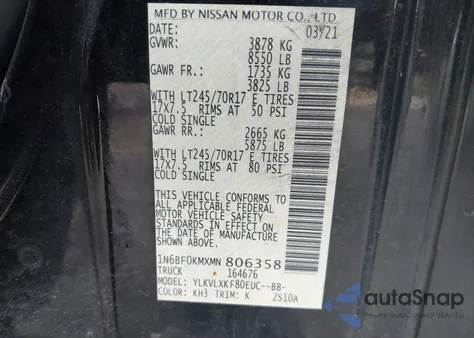 MFD BY NISSAN MOTOR CO., LTD
DATE: 03/21
GVWR: 3878 KG
8550 LB
GAWR FR.: 1735 KG
3825 LB
WITH LT245/70R17 E TIRES
17X7.5 RIMS AT 50 PSI
COLD SINGLE
GAWR RR.: 2665 KG
5875 LB
WITH LT245/70R17 E TIRES
17X7.5 RIMS AT 80 PSI
COLD SINGLE
THIS VEHICLE CONFORMS TO
ALL APPLICABLE FEDERAL
MOTOR VEHICLE SAFETY
STANDARDS IN EFFECT ON
THE DATE OF MANUFACTURE
SHOWN ABOVE.
1N6BF0KMXMN 806358
TRUCK 164676
MODEL: YLKVLXKF80EUC--BB-
COLOR: KH3 TRIM: K 2S10A
autoSnap
www.AutoSnap.Cars